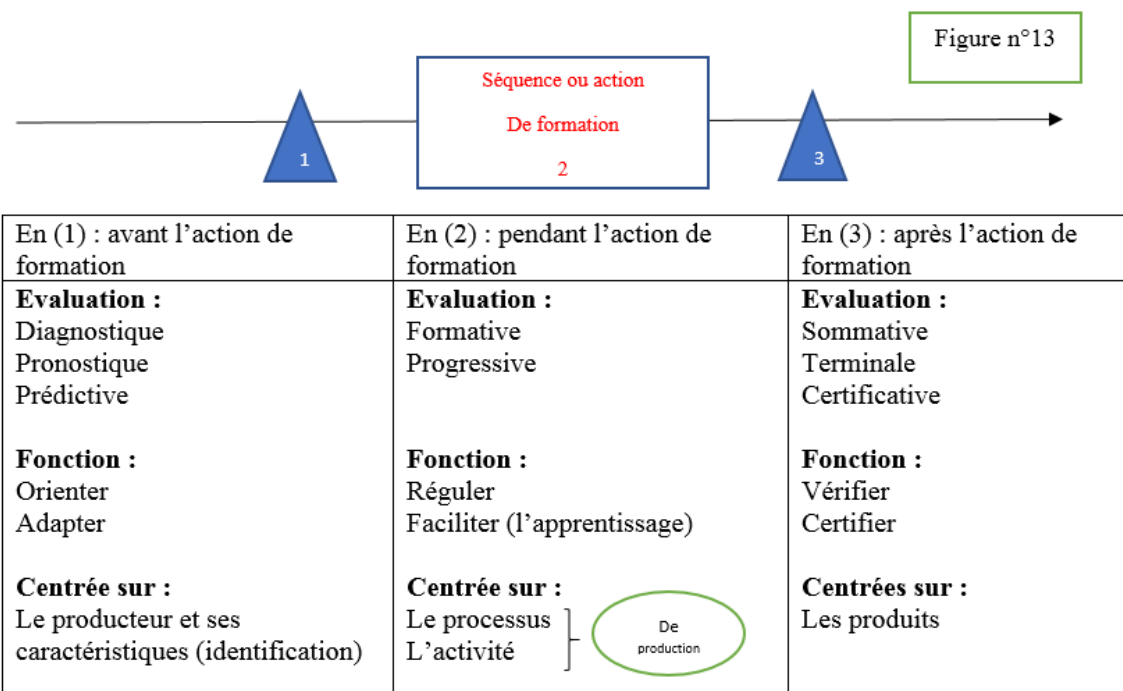 Figure n°13
Séquence ou action
De formation
2
1
3
En (1) : avant l’action de
formation
Evaluation :
Diagnostique
Pronostique
Prédictive
Fonction :
Orienter
Adapter
Centrée sur :
Le producteur et ses
caractéristiques (identification)
En (2) : pendant l’action de
formation
Evaluation :
Formative
Progressive
Fonction :
Réguler
Faciliter (l’apprentissage)
Centrée sur :
Le processus
L’activité
De
production
En (3) : après l’action de
formation
Evaluation :
Sommative
Terminale
Certificative
Fonction :
Vérifier
Certifier
Centrées sur :
Les produits